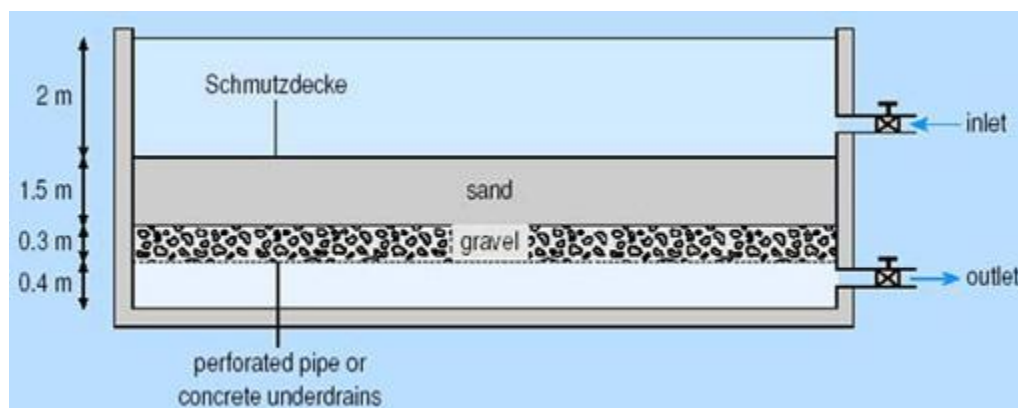 Schmutzdecke
2 m
inlet
1.5 m
sand
0.3 m
gravel
0.4 m
outlet
perforated pipe or
concrete underdrains